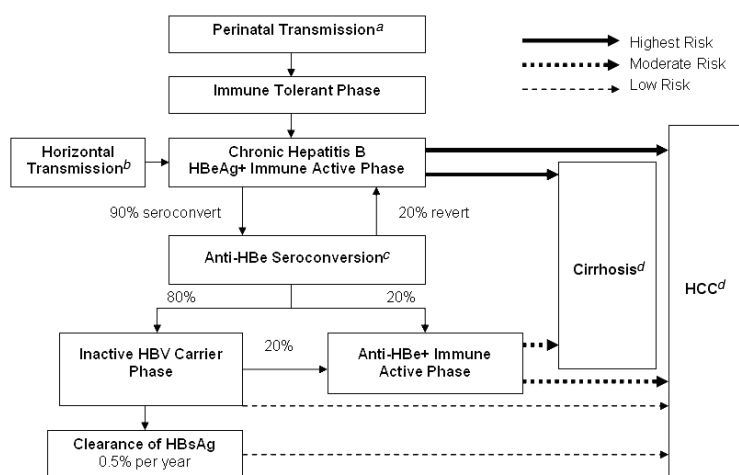 Perinatal Transmissionᵃ
Highest Risk
Moderate Risk
Low Risk
Immune Tolerant Phase
Horizontal
Transmissionᵇ
Chronic Hepatitis B
HBeAg+ Immune Active Phase
90% seroconvert
20% revert
Anti-HBe Seroconversionᶜ
Cirrhosisᵈ
HCCᵈ
80%
20%
Inactive HBV Carrier
Phase
20%
Anti-HBe+ Immune
Active Phase
Clearance of HBsAg
0.5% per year